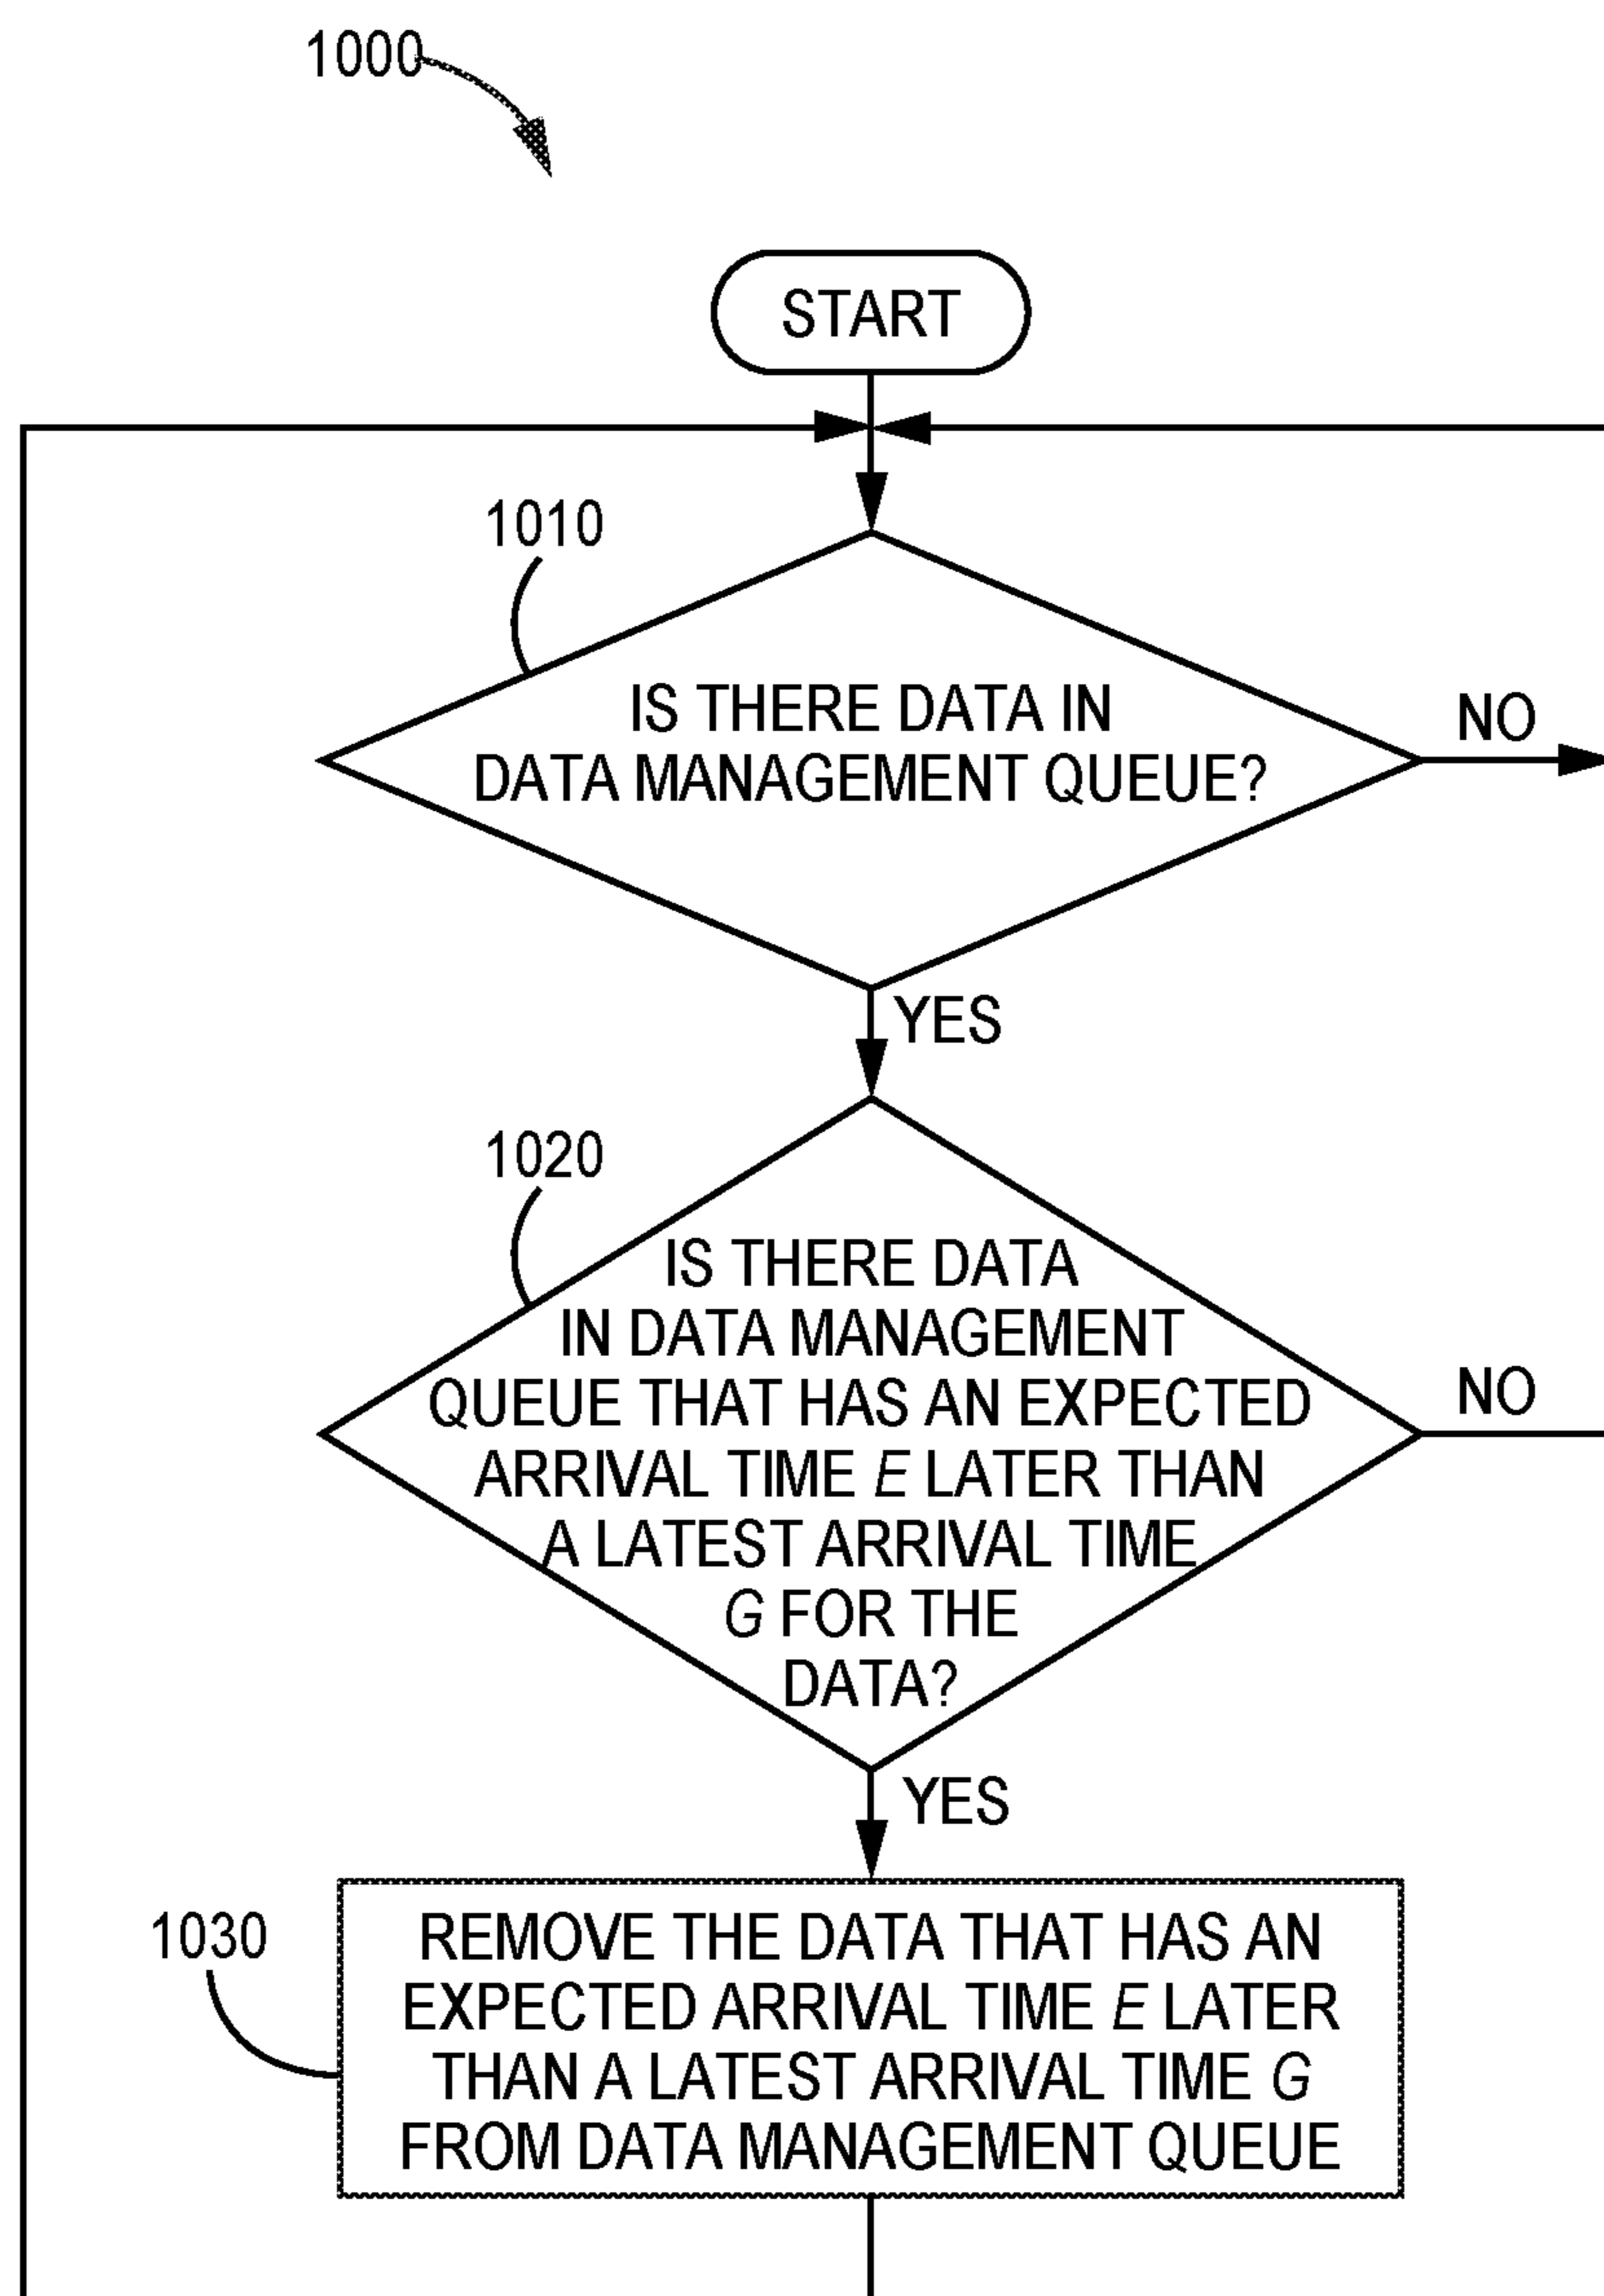 1000
START
1010
IS THERE DATA IN
DATA MANAGEMENT QUEUE?
NO
YES
1020
IS THERE DATA
IN DATA MANAGEMENT
QUEUE THAT HAS AN EXPECTED
ARRIVAL TIME E LATER THAN
A LATEST ARRIVAL TIME
G FOR THE
DATA?
NO
YES
1030
REMOVE THE DATA THAT HAS AN
EXPECTED ARRIVAL TIME E LATER
THAN A LATEST ARRIVAL TIME G
FROM DATA MANAGEMENT QUEUE